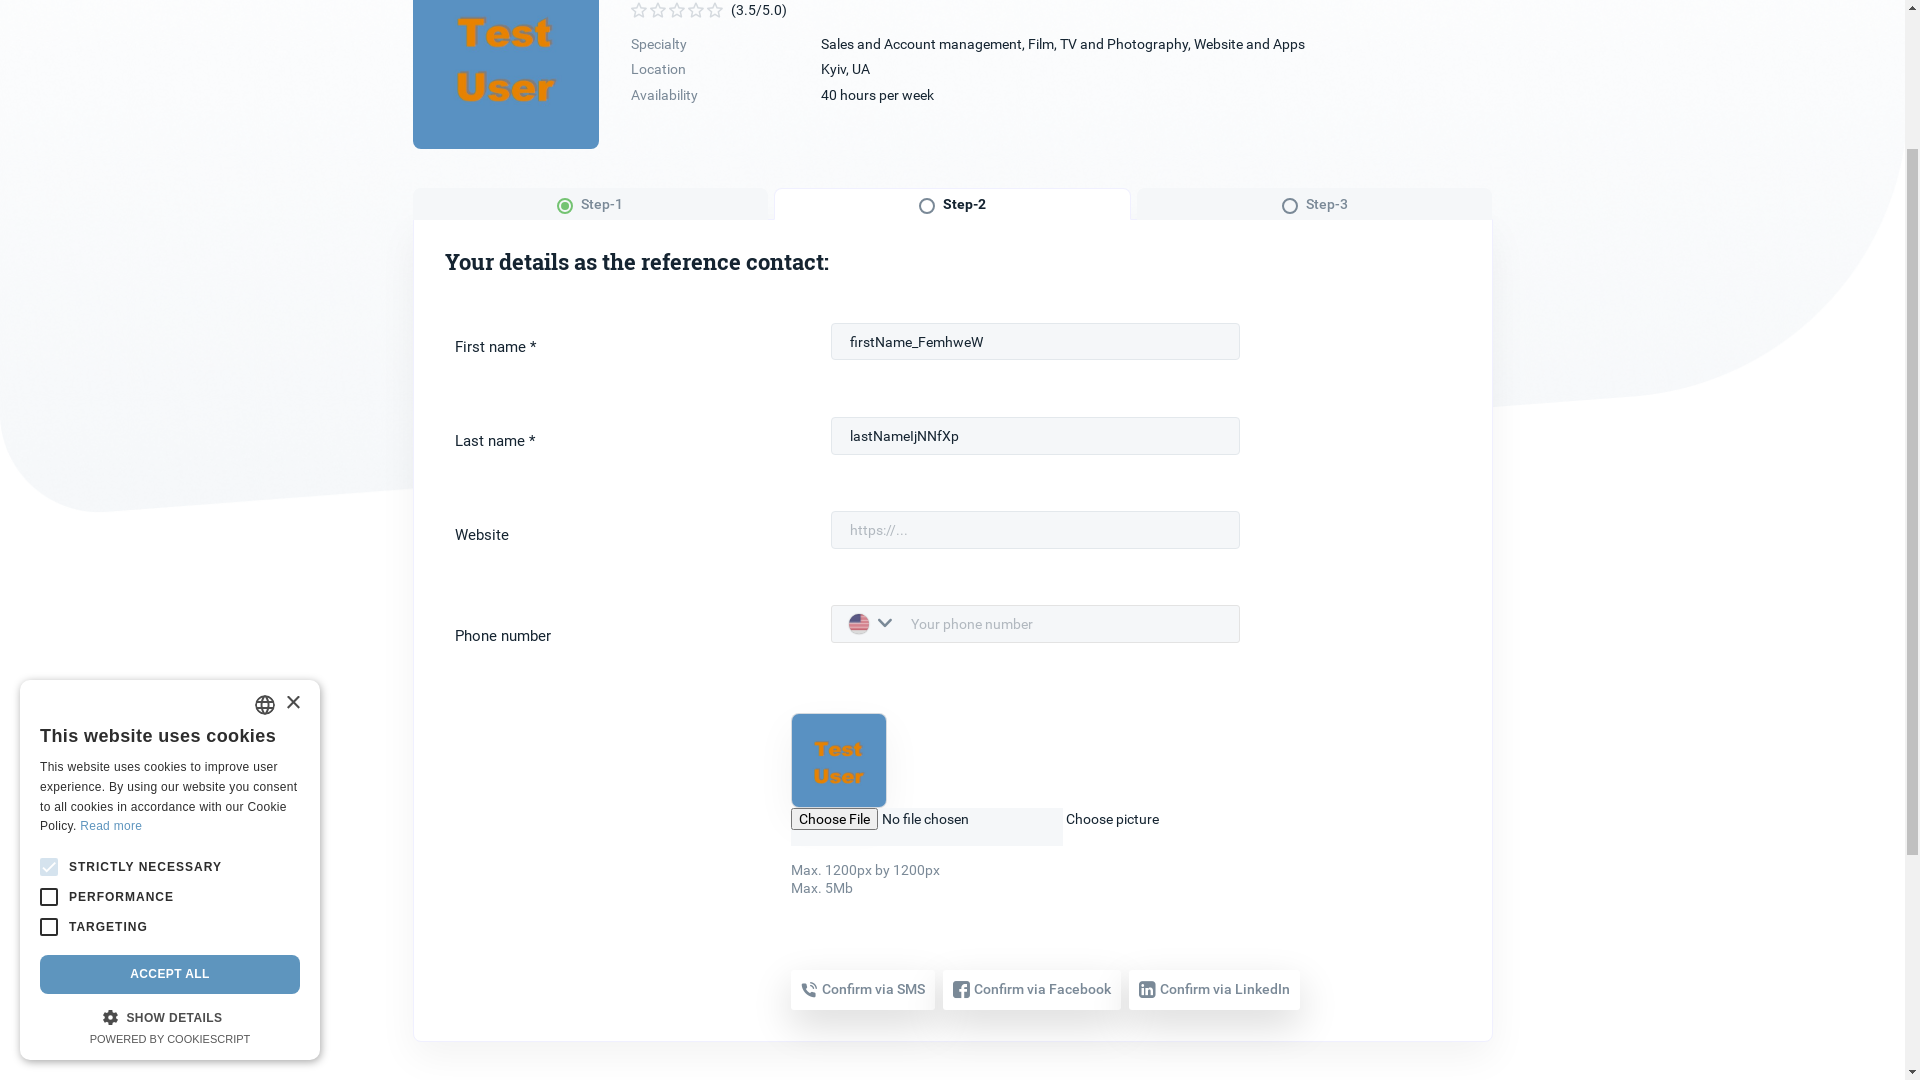 Test
User
(3.5/5.0)
Specialty Sales and Account management, Film, TV and Photography, Website and Apps
Location Kyiv, UA
Availability 40 hours per week
Step-1 Step-2 Step-3
Your details as the reference contact:
First name * firstName_FemhweW
Last name * lastNameIjNNfXp
Website https://...
Phone number Your phone number
Test
User
Choose File No file chosen Choose picture
Max. 1200px by 1200px
Max. 5Mb
Confirm via SMS Confirm via Facebook Confirm via LinkedIn
This website uses cookies
This website uses cookies to improve user
experience. By using our website you consent
to all cookies in accordance with our Cookie
Policy. Read more
STRICTLY NECESSARY
PERFORMANCE
TARGETING
ACCEPT ALL
SHOW DETAILS
POWERED BY COOKIESCRIPT